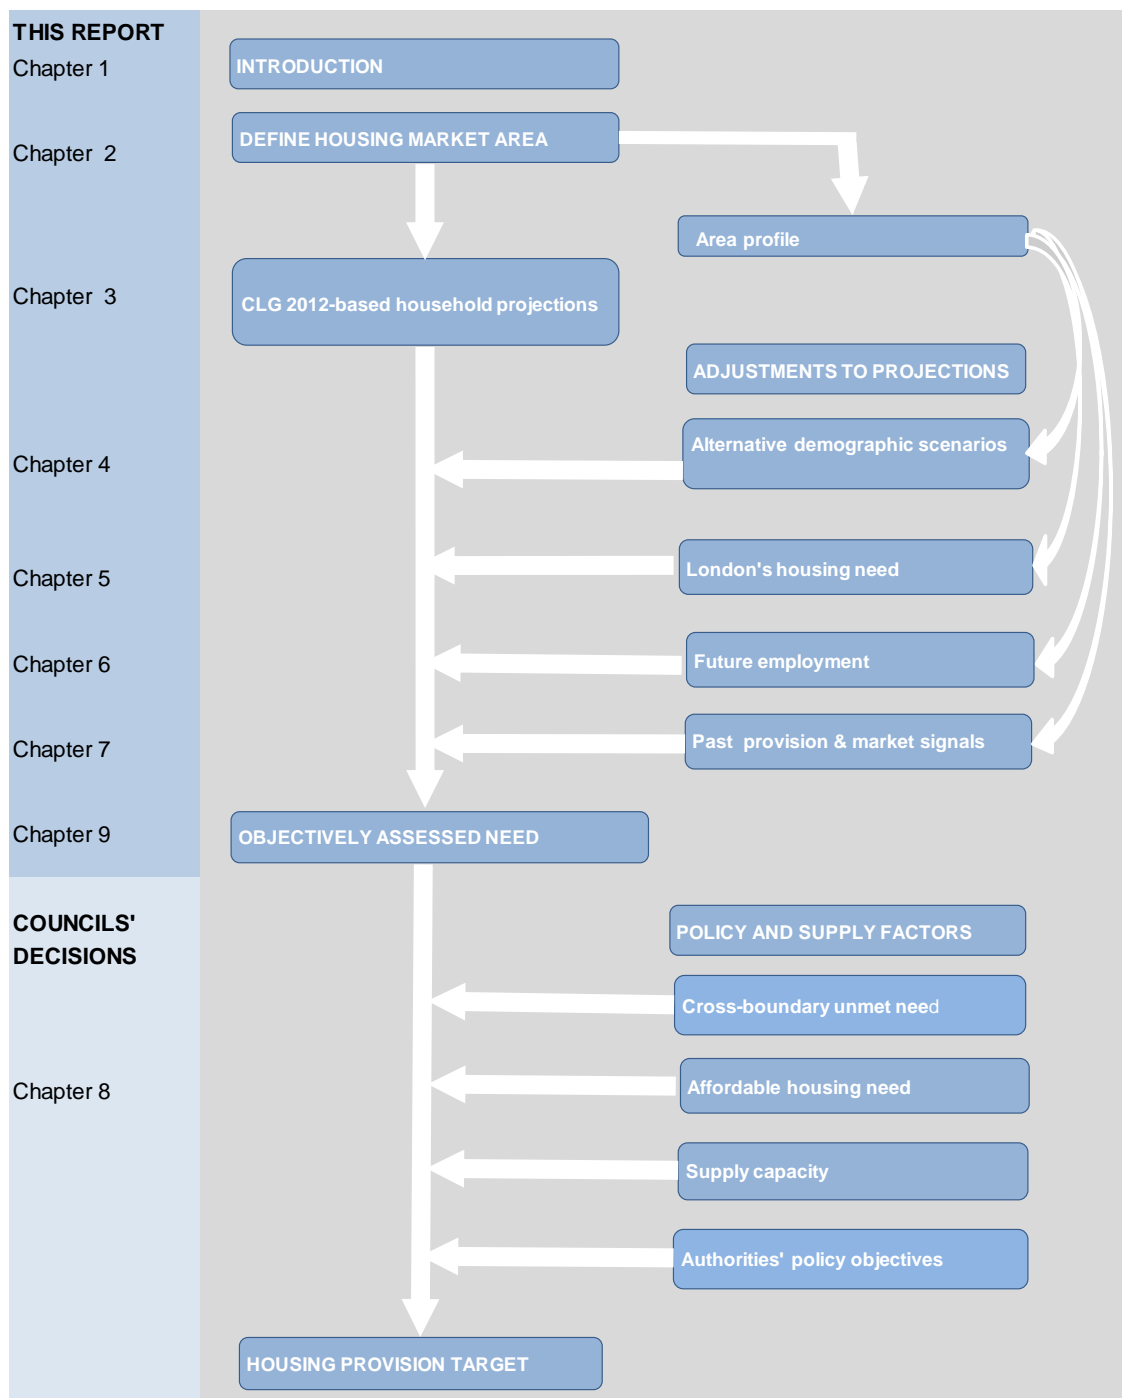 THIS REPORT
Chapter 1
INTRODUCTION
Chapter 2
DEFINE HOUSING MARKET AREA
Area profile
Chapter 3
CLG 2012-based household projections
ADJUSTMENTS TO PROJECTIONS
Chapter 4
Alternative demographic scenarios
Chapter 5
London's housing need
Chapter 6
Future employment
Chapter 7
Past provision & market signals
Chapter 9
OBJECTIVELY ASSESSED NEED
COUNCILS'
DECISIONS
POLICY AND SUPPLY FACTORS
Cross-boundary unmet need
Chapter 8
Affordable housing need
Supply capacity
Authorities' policy objectives
HOUSING PROVISION TARGET